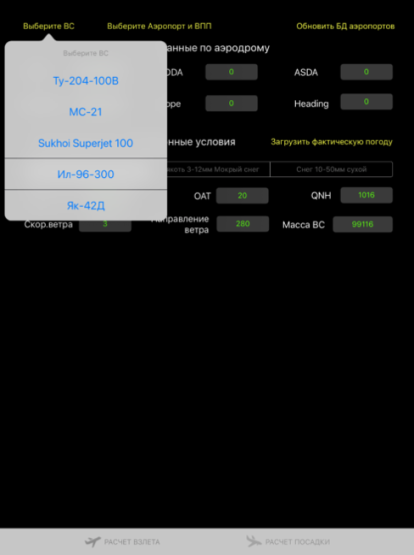 Выберите ВС Выберите Аэропорт и ВПП Обновить БД аэропортов
Выберите ВС
Ту-204-100В
МС-21
Sukhoi Superjet 100
Ил-96-300
Як-42Д
анные по аэродрому
ODA 0 ASDA 0
ope 0 Heading 0
нные условия Загрузить фактическую погоду
3-12мм Мокрый снег Снег 10-50мм сухой
OAT 20 QNH 1016
Скор.ветра 3 Направление ветра 280 Масса ВС 99116
РАСЧЕТ ВЗЛЕТА РАСЧЕТ ПОСАДКИ